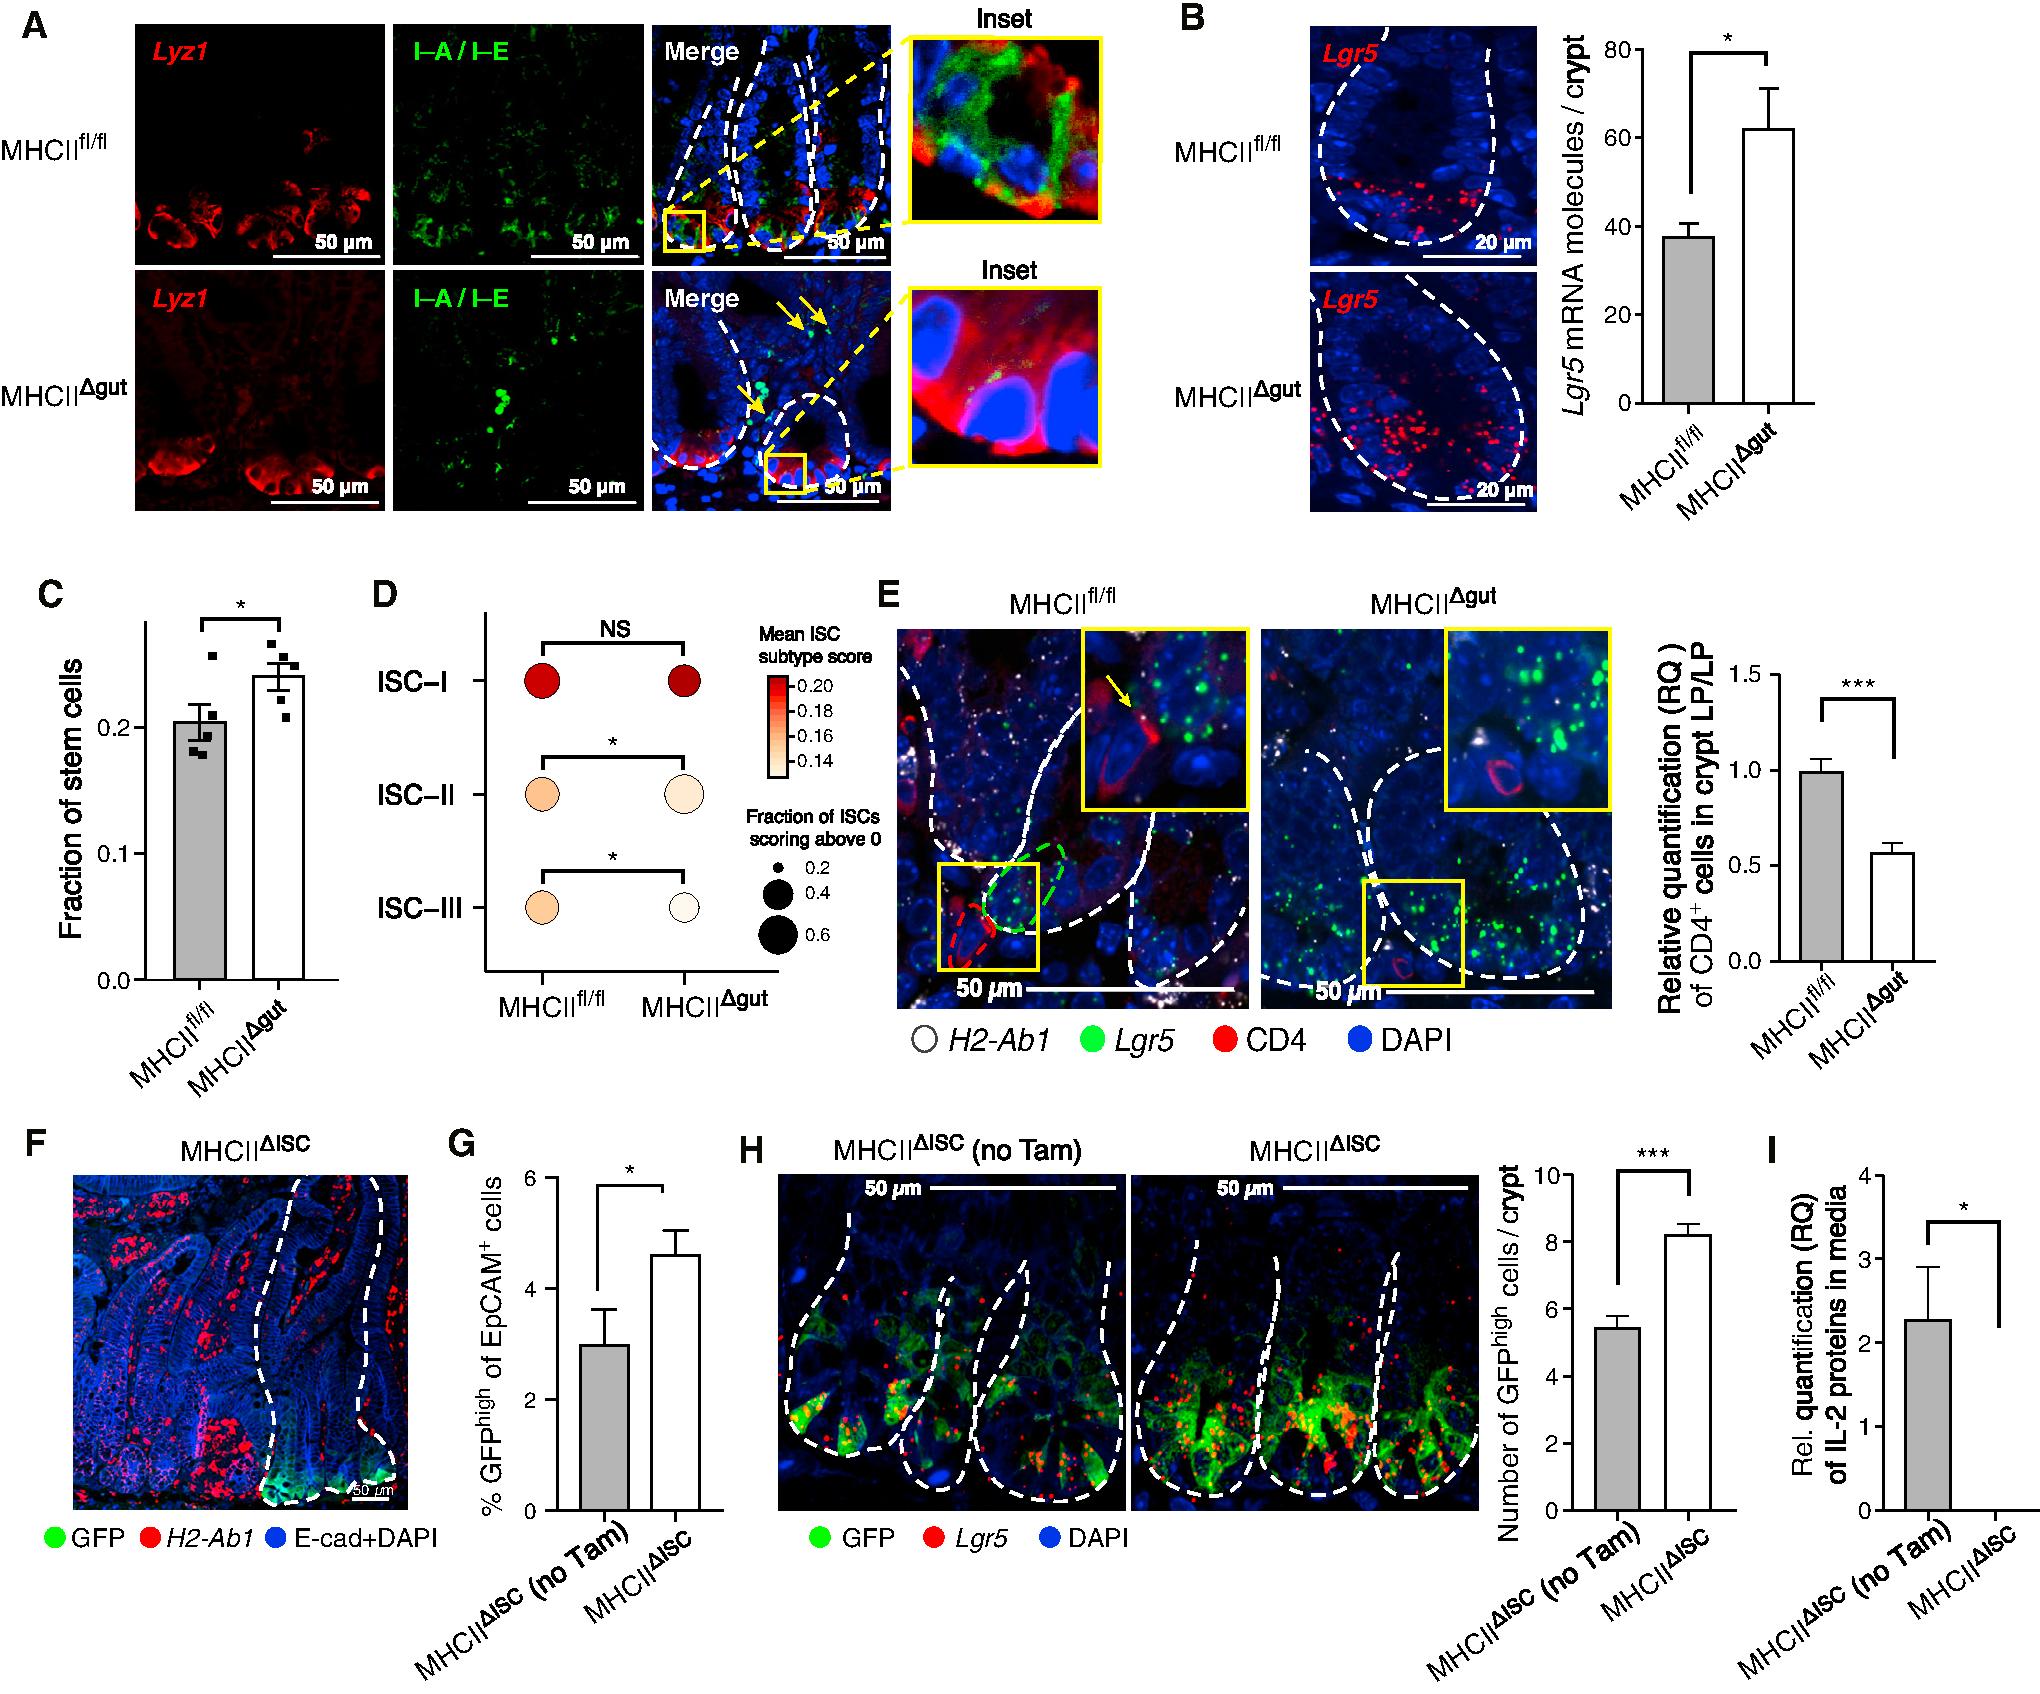 A
Lyz1
I–A / I–E
Merge
Inset
MHCII^fl/fl
50 µm
50 µm
50 µm
Lyz1
I–A / I–E
Merge
Inset
MHCII^Δgut
50 µm
50 µm
50 µm
B
Lgr5
MHCII^fl/fl
20 µm
Lgr5
MHCII^Δgut
20 µm
Lgr5 mRNA molecules / crypt
80
60
40
20
0
*
MHCII^fl/fl
MHCII^Δgut
C
Fraction of stem cells
0.2
0.1
0.0
*
MHCII^fl/fl
MHCII^Δgut
D
ISC–I
ISC–II
ISC–III
NS
*
*
MHCII^fl/fl
MHCII^Δgut
Mean ISC
subtype score
0.20
0.18
0.16
0.14
Fraction of ISCs
scoring above 0
0.2
0.4
0.6
E
MHCII^fl/fl
MHCII^Δgut
50 µm
50 µm
H2-Ab1
Lgr5
CD4
DAPI
Relative quantification (RQ )
of CD4⁺ cells in crypt LP/LP
1.5
1.0
0.5
0.0
***
MHCII^fl/fl
MHCII^Δgut
F
MHCII^ΔISC
50 µm
GFP
H2-Ab1
E-cad+DAPI
G
% GFP^high of EpCAM⁺ cells
6
4
2
0
*
MHCII^ΔISC (no Tam)
MHCII^ΔISC
H
MHCII^ΔISC (no Tam)
MHCII^ΔISC
50 µm
50 µm
GFP
Lgr5
DAPI
Number of GFP^high cells / crypt
10
8
6
4
2
0
***
MHCII^ΔISC (no Tam)
MHCII^ΔISC
I
Rel. quantification (RQ)
of IL-2 proteins in media
4
3
2
1
0
*
MHCII^ΔISC (no Tam)
MHCII^ΔISC